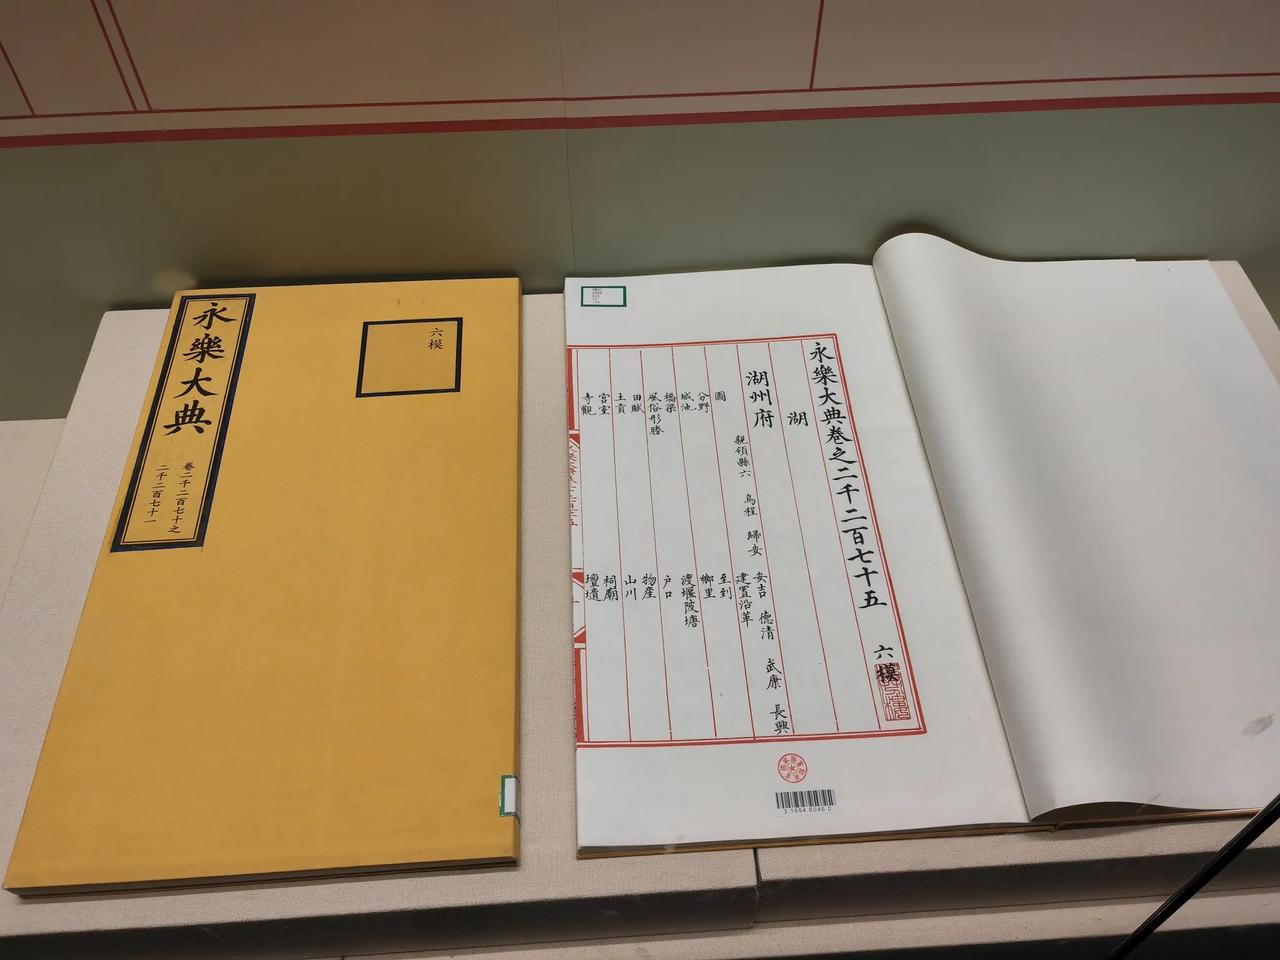 永樂大典
卷二千二百七十之
二千二百七十一
六模
永樂大典卷之二千二百七十五 六模
湖
湖州府 親領縣六 烏程 歸安 安吉 德清 武康 長興
圖
建置沿革
分野
至到
城池
鄉里
橋梁
渡堰陂塘
風俗形勝
戶口
田賦
物產
土貢
山川
宮室
祠廟
寺觀
壇壝
3 1694 6046 0